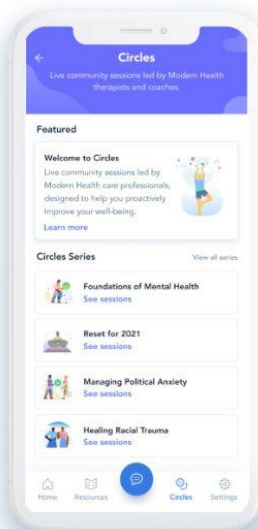 Circles
Live community sessions led by Modern Health
therapists and coaches.
Featured
Welcome to Circles
Live community sessions led by
Modern Health care professionals,
designed to help you proactively
improve your well-being.
Learn more
Circles Series
View all series
Foundations of Mental Health
See sessions
Reset for 2021
See sessions
Managing Political Anxiety
See sessions
Healing Racial Trauma
See sessions
Home
Resources
Circles
Settings